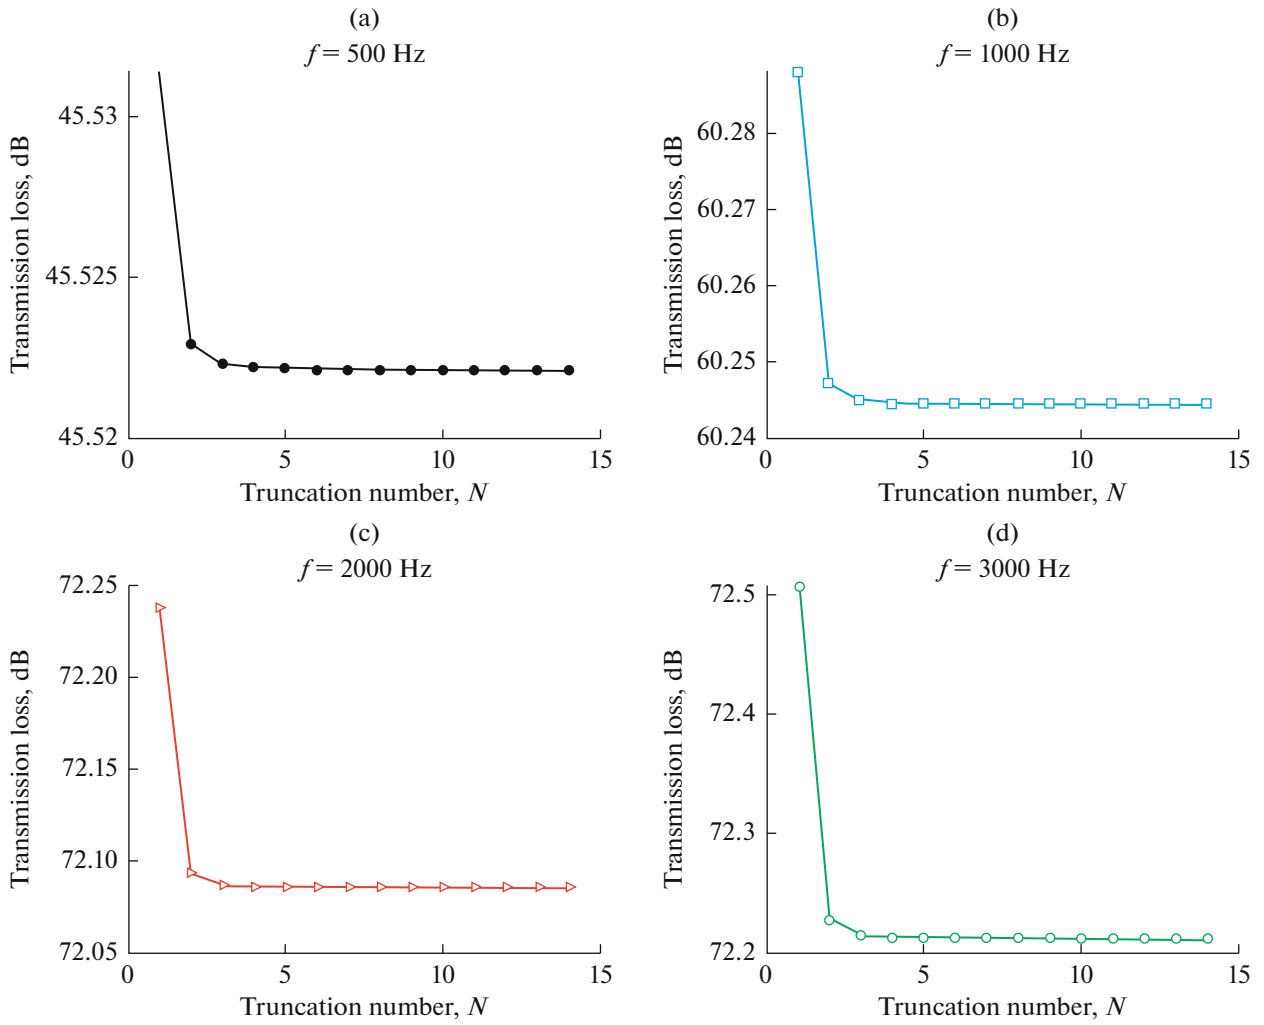 (a)
f = 500 Hz
45.53
45.525
45.52
0 5 10 15
Transmission loss, dB
Truncation number, N
(b)
f = 1000 Hz
60.28
60.27
60.26
60.25
60.24
0 5 10 15
Transmission loss, dB
Truncation number, N
(c)
f = 2000 Hz
72.25
72.20
72.15
72.10
72.05
0 5 10 15
Transmission loss, dB
Truncation number, N
(d)
f = 3000 Hz
72.5
72.4
72.3
72.2
0 5 10 15
Transmission loss, dB
Truncation number, N